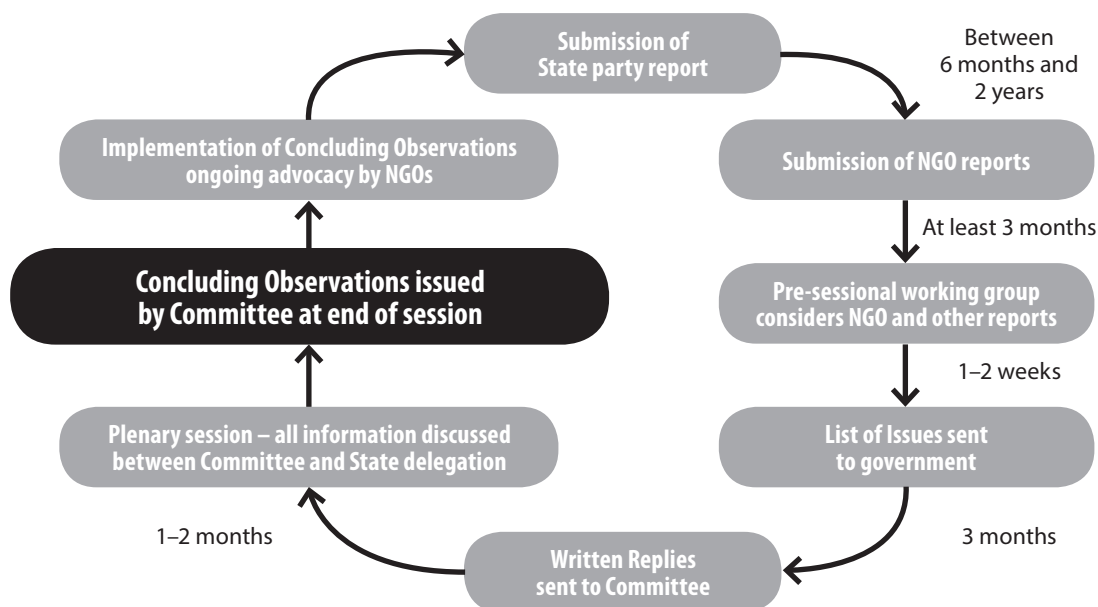 Submission of
State party report
Between
6 months and
2 years
Submission of NGO reports
At least 3 months
Pre-sessional working group
considers NGO and other reports
1–2 weeks
List of Issues sent
to government
3 months
Written Replies
sent to Committee
1–2 months
Plenary session – all information discussed
between Committee and State delegation
Concluding Observations issued
by Committee at end of session
Implementation of Concluding Observations
ongoing advocacy by NGOs